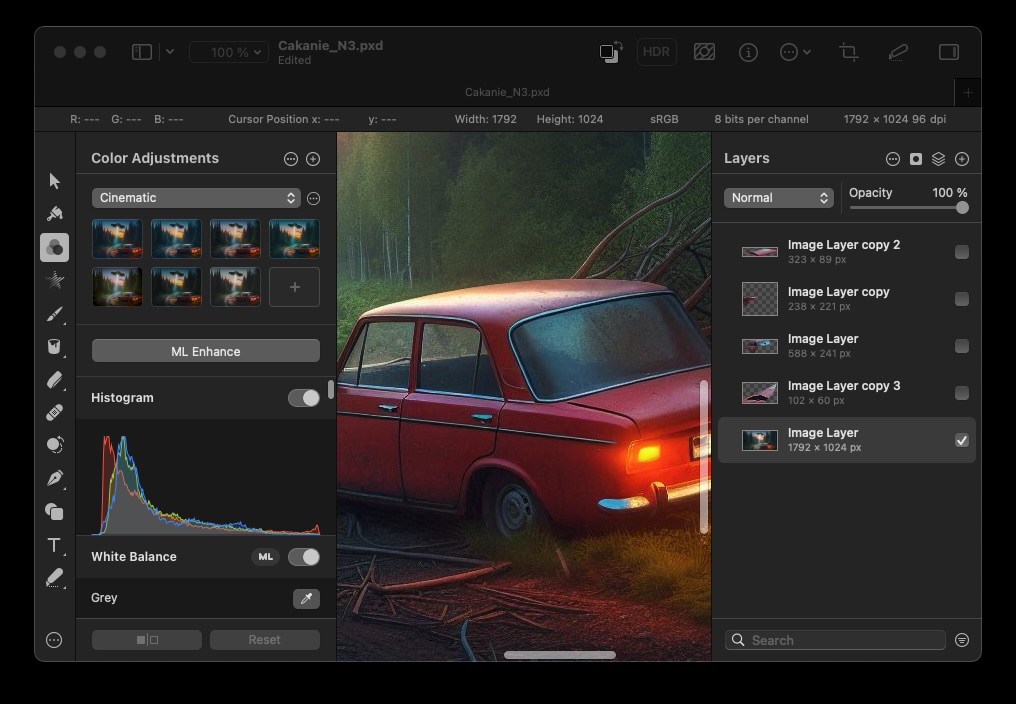 100 %
Cakanie_N3.pxd
Edited
HDR
Cakanie_N3.pxd
R: --- G: --- B: --- Cursor Position x: --- y: --- Width: 1792 Height: 1024 sRGB 8 bits per channel 1792 × 1024 96 dpi
Color Adjustments
Cinematic
ML Enhance
Histogram
White Balance ML
Grey
Reset
Layers
Normal Opacity 100 %
Image Layer copy 2
323 × 89 px
Image Layer copy
238 × 221 px
Image Layer
588 × 241 px
Image Layer copy 3
102 × 60 px
Image Layer
1792 × 1024 px
Search